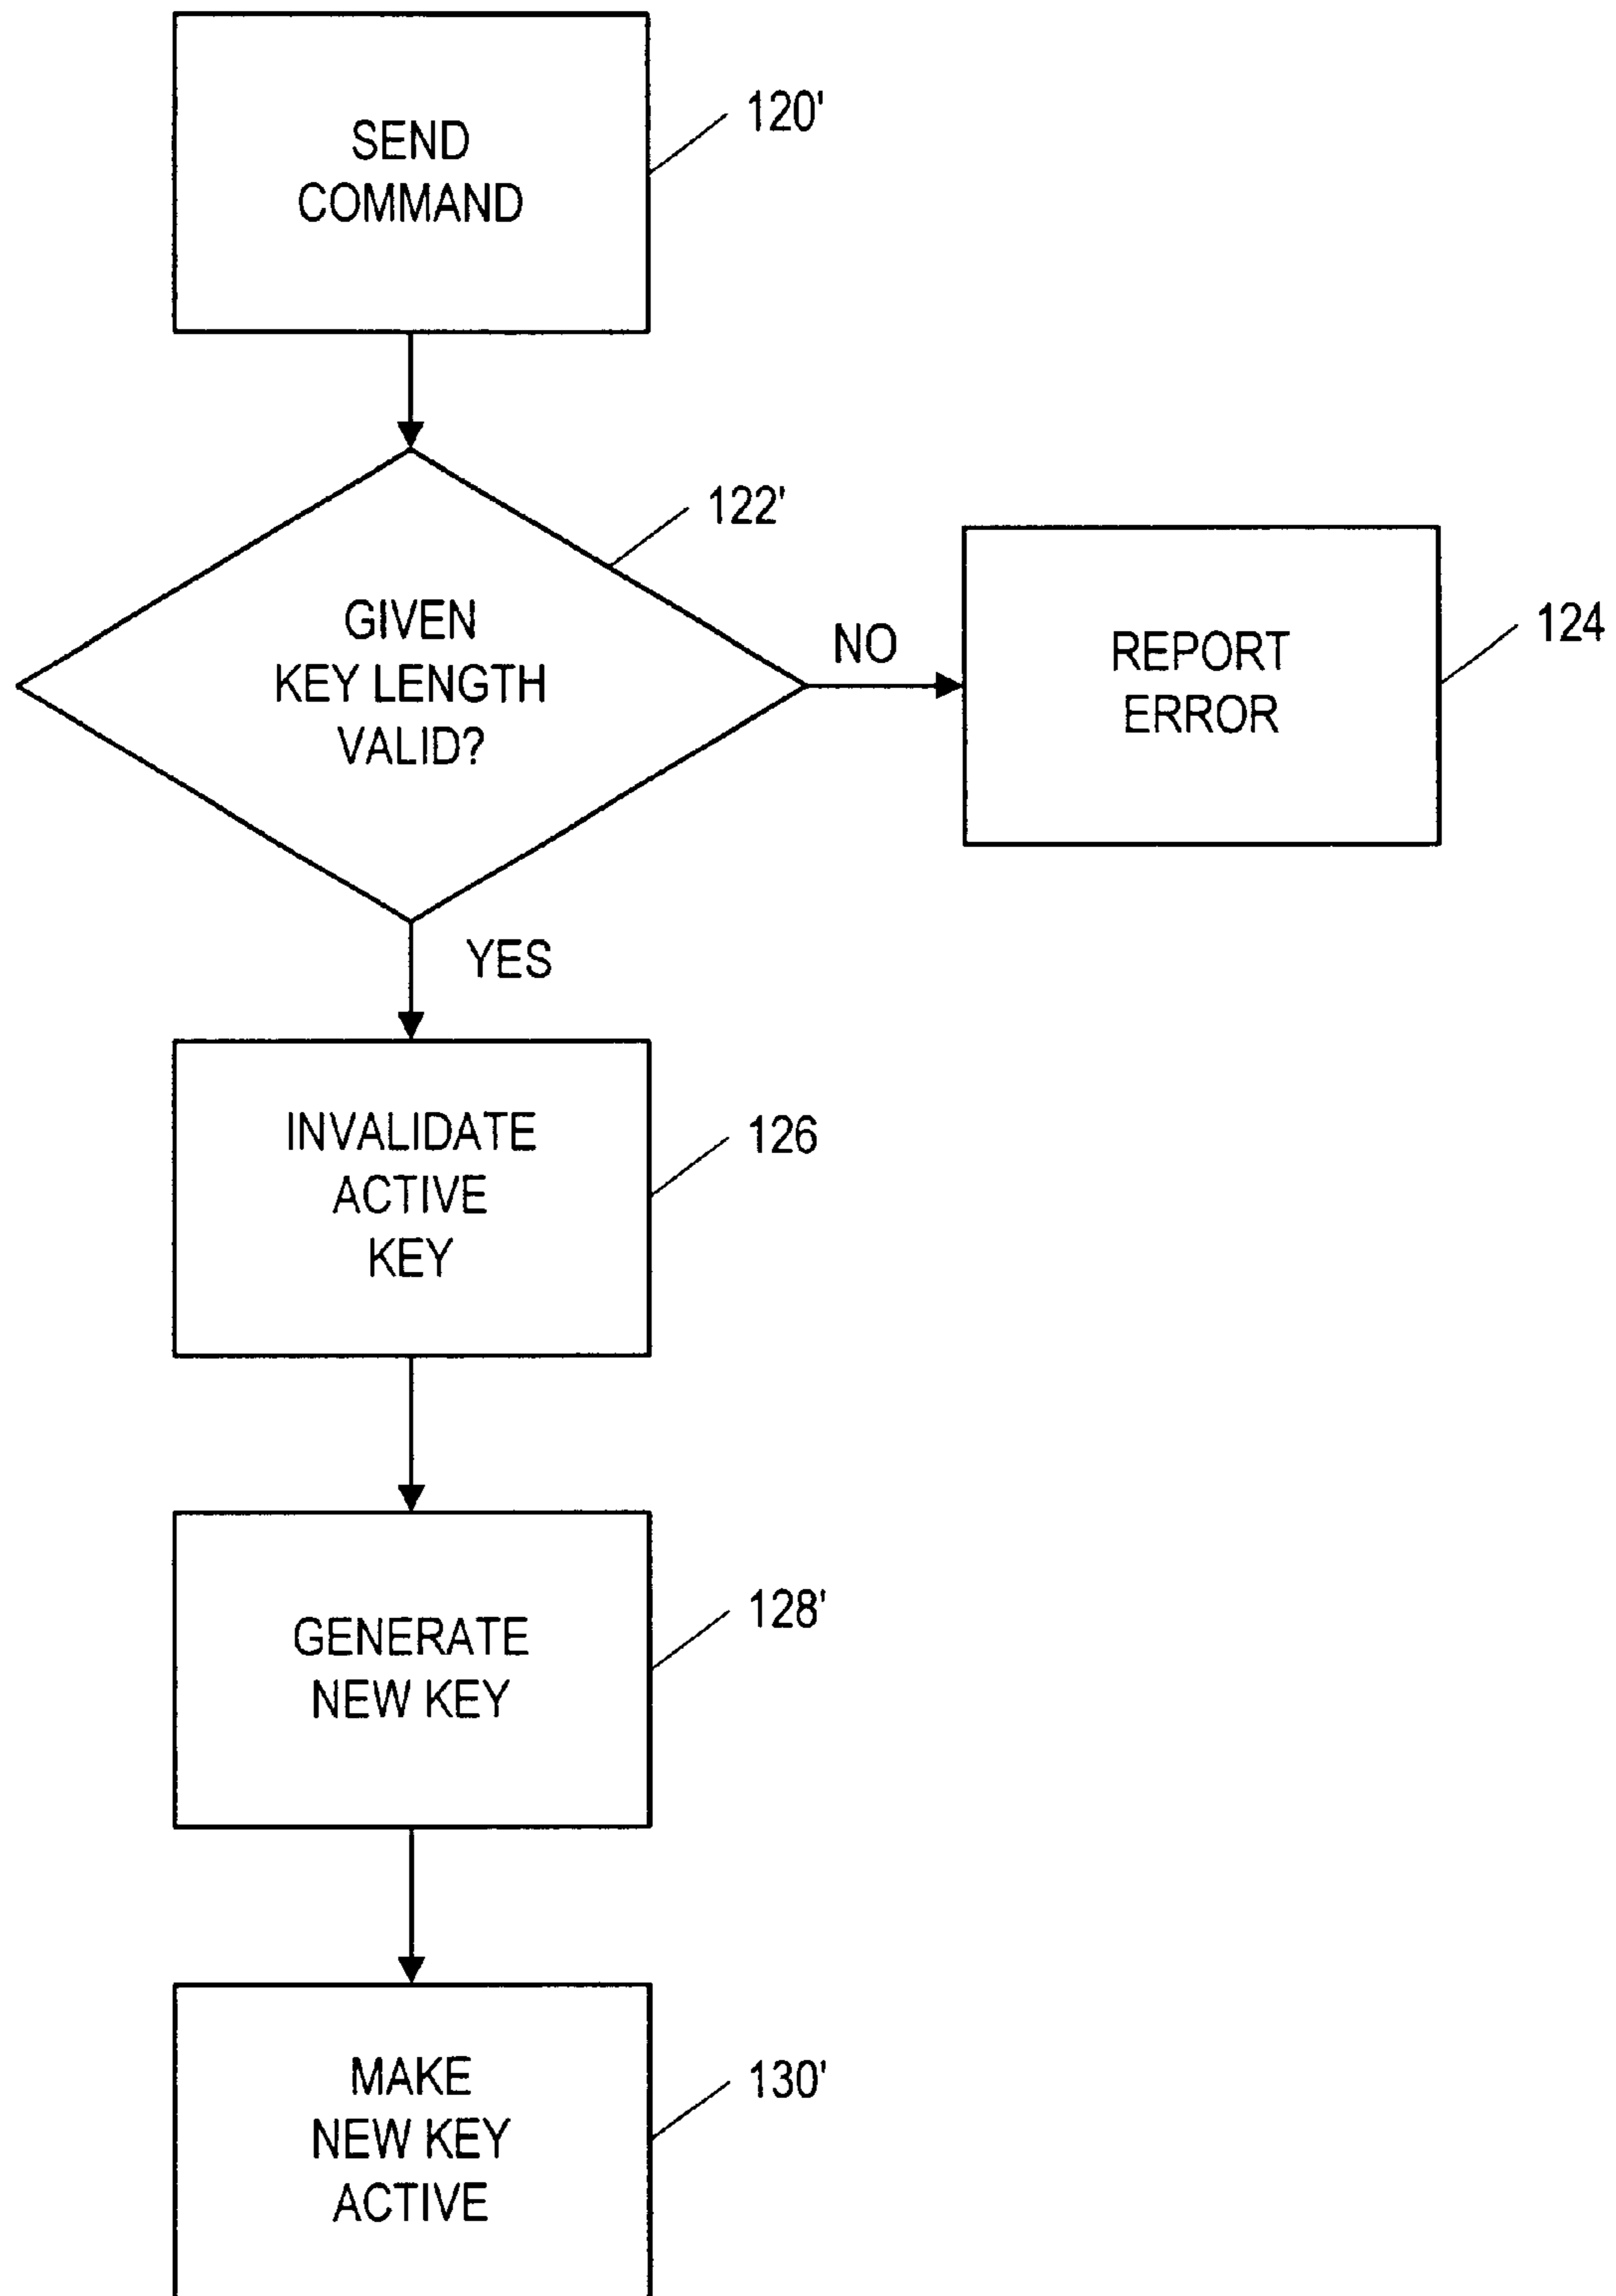 SEND
COMMAND
120'
GIVEN
KEY LENGTH
VALID?
122'
NO
REPORT
ERROR
124
YES
INVALIDATE
ACTIVE
KEY
126
GENERATE
NEW KEY
128'
MAKE
NEW KEY
ACTIVE
130'